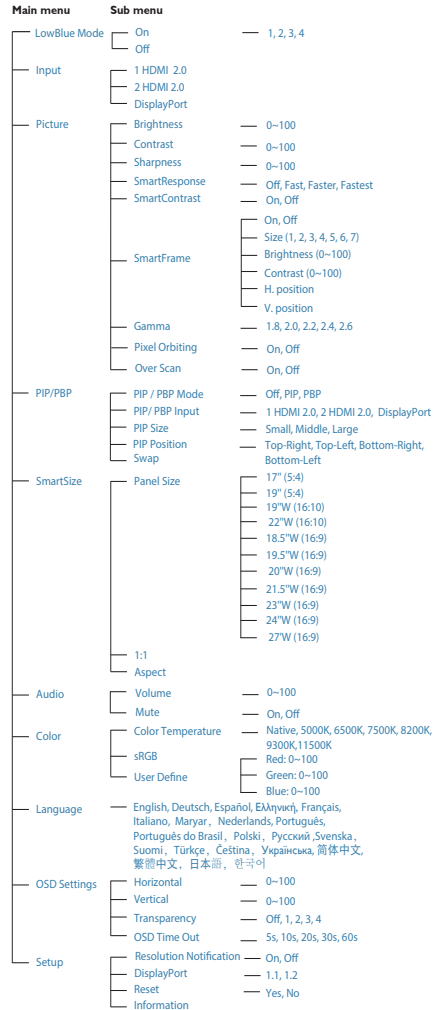 Main menu Sub menu
LowBlue Mode On 1, 2, 3, 4
Off
Input 1 HDMI 2.0
2 HDMI 2.0
DisplayPort
Picture Brightness 0~100
Contrast 0~100
Sharpness 0~100
SmartResponse Off, Fast, Faster, Fastest
SmartContrast On, Off
SmartFrame On, Off
Size (1, 2, 3, 4, 5, 6, 7)
Brightness (0~100)
Contrast (0~100)
H. position
V. position
Gamma 1.8, 2.0, 2.2, 2.4, 2.6
Pixel Orbiting On, Off
Over Scan On, Off
PIP/PBP PIP / PBP Mode Off, PIP, PBP
PIP/ PBP Input 1 HDMI 2.0, 2 HDMI 2.0, DisplayPort
PIP Size Small, Middle, Large
PIP Position Top-Right, Top-Left, Bottom-Right,
Bottom-Left
Swap
SmartSize Panel Size 17" (5:4)
19" (5:4)
19"W (16:10)
22"W (16:10)
18.5"W (16:9)
19.5"W (16:9)
20"W (16:9)
21.5"W (16:9)
23"W (16:9)
24"W (16:9)
27'W (16:9)
1:1
Aspect
Audio Volume 0~100
Mute On, Off
Color Color Temperature Native, 5000K, 6500K, 7500K, 8200K,
9300K,11500K
sRGB
User Define Red: 0~100
Green: 0~100
Blue: 0~100
Language English, Deutsch, Español, Ελληνική, Français,
Italiano, Maryar, Nederlands, Português,
Português do Brasil, Polski, Русский ,Svenska,
Suomi, Türkçe, Čeština, Українська, 简体中文,
繁體中文, 日本語, 한국어
OSD Settings Horizontal 0~100
Vertical 0~100
Transparency Off, 1, 2, 3, 4
OSD Time Out 5s, 10s, 20s, 30s, 60s
Setup Resolution Notification On, Off
DisplayPort 1.1, 1.2
Reset Yes, No
Information